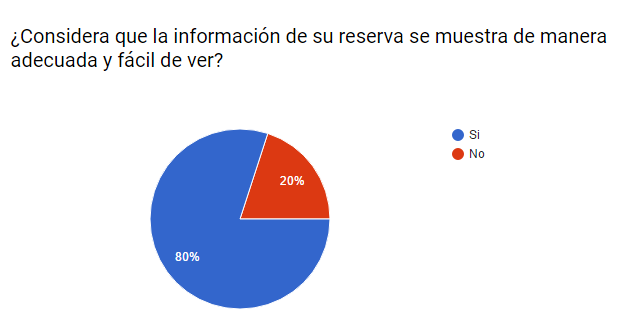 ¿Considera que la información de su reserva se muestra de manera
adecuada y fácil de ver?
Si
No
20%
80%